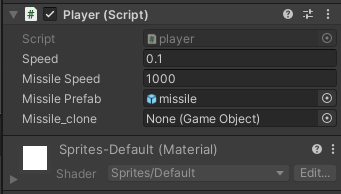 Player (Script)
Script player
Speed 0.1
Missile Speed 1000
Missile Prefab missile
Missile_clone None (Game Object)
Sprites-Default (Material)
Shader Sprites/Default Edit...